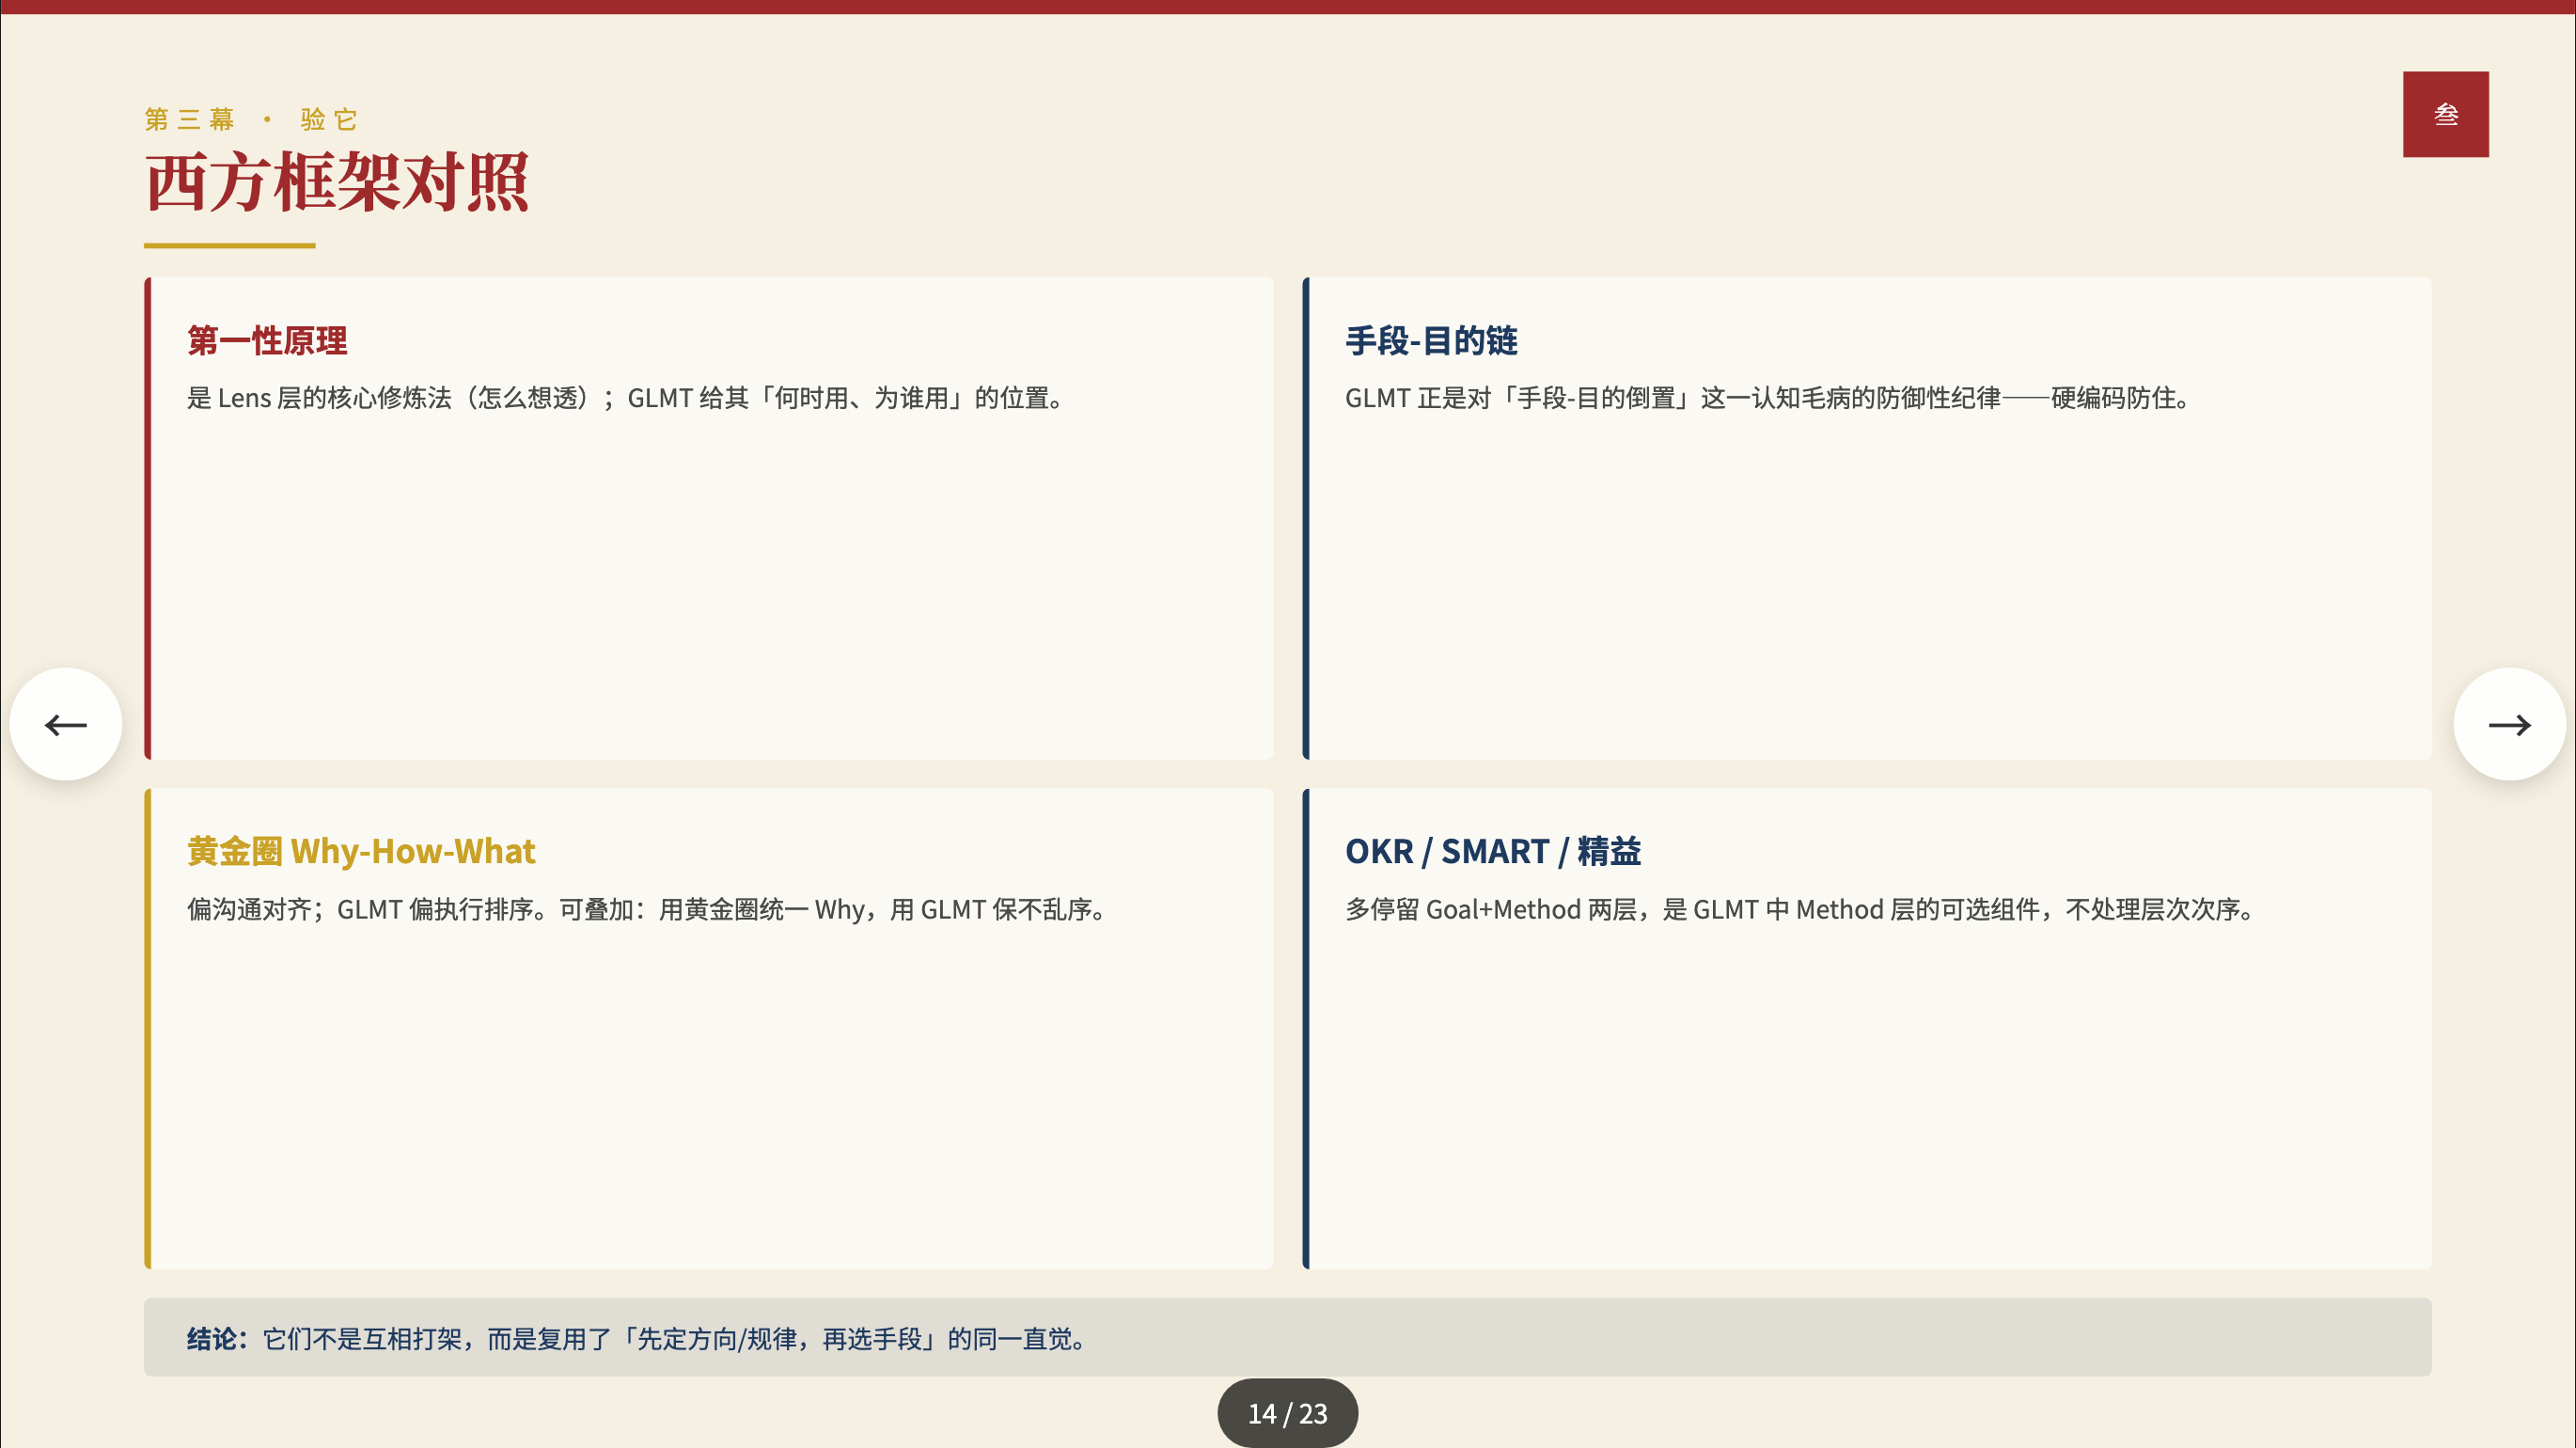 第三幕 · 验它
叁
西方框架对照
第一性原理
是 Lens 层的核心修炼法（怎么想透）；GLMT 给其「何时用、为谁用」的位置。
手段-目的链
GLMT 正是对「手段-目的倒置」这一认知毛病的防御性纪律——硬编码防住。
←
→
黄金圈 Why-How-What
偏沟通对齐；GLMT 偏执行排序。可叠加：用黄金圈统一 Why，用 GLMT 保不乱序。
OKR / SMART / 精益
多停留 Goal+Method 两层，是 GLMT 中 Method 层的可选组件，不处理层次次序。
结论：它们不是互相打架，而是复用了「先定方向/规律，再选手段」的同一直觉。
14 / 23